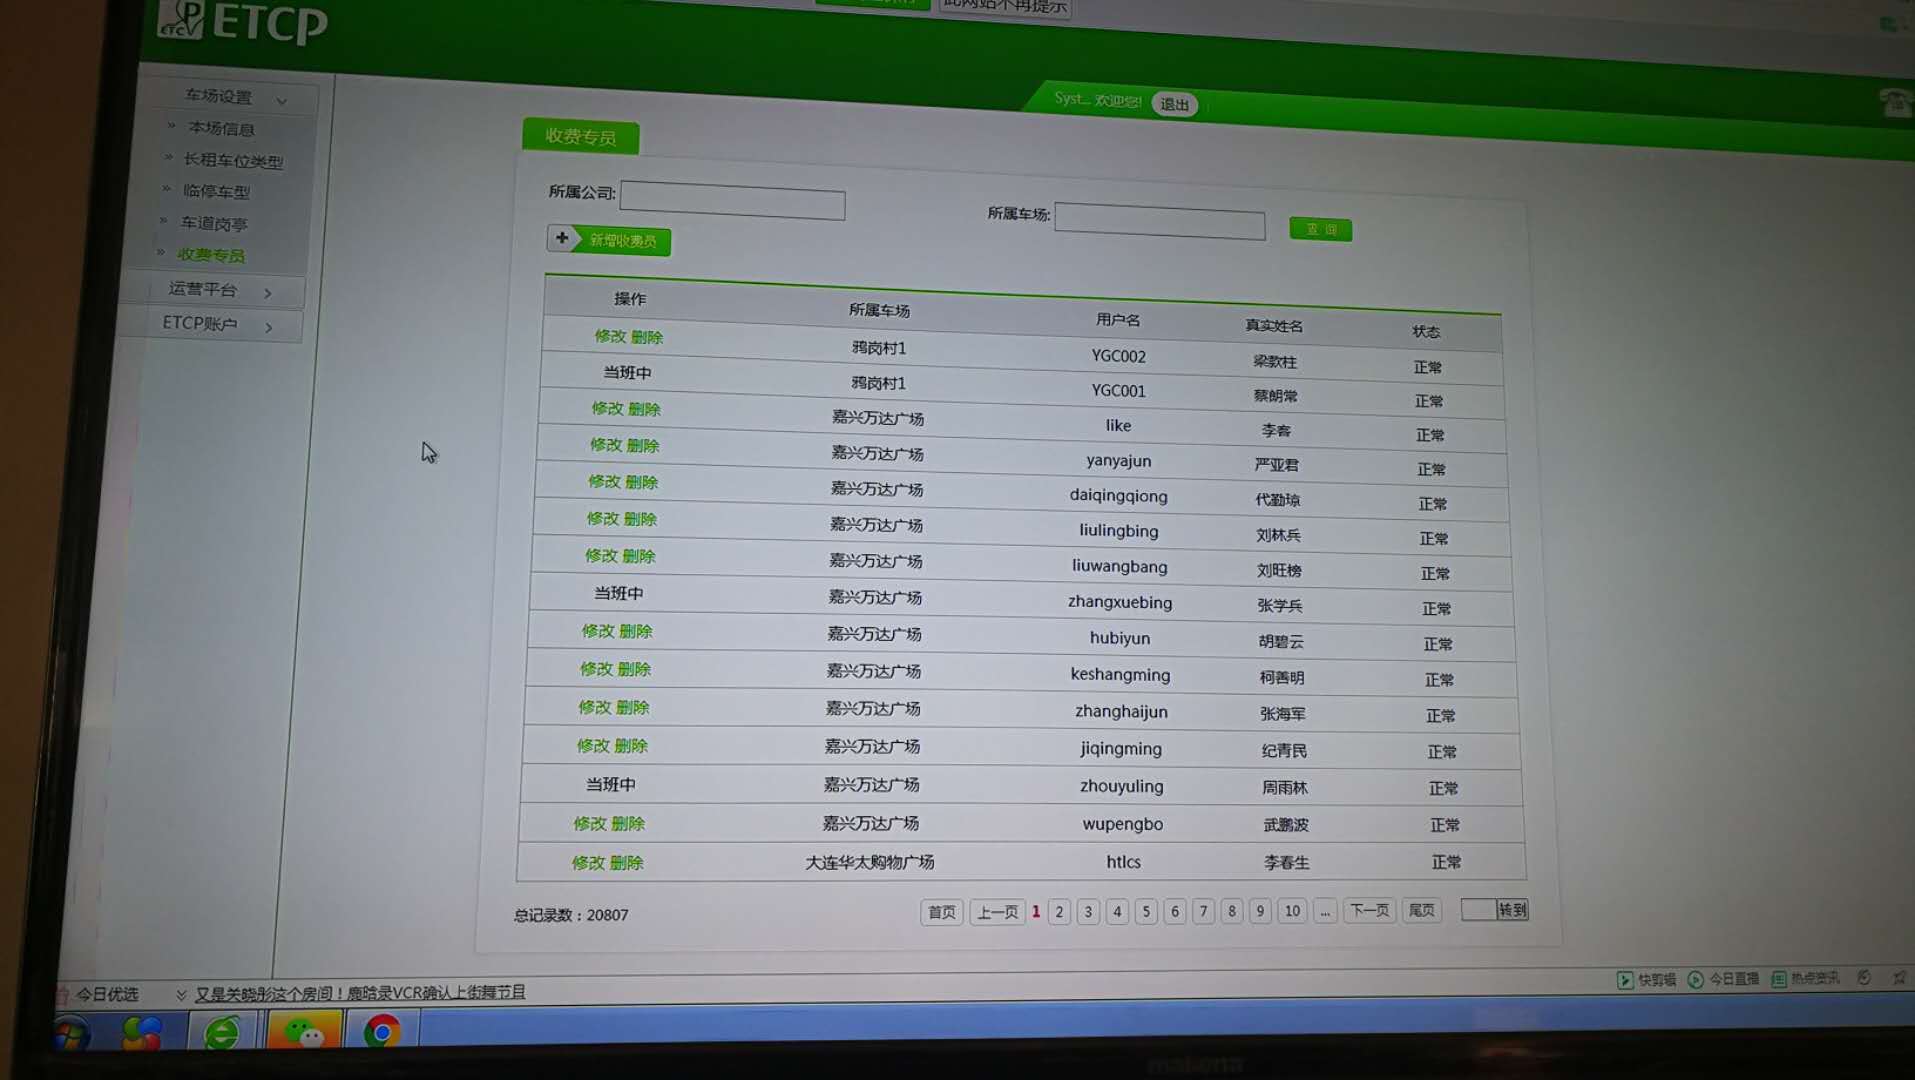 此网站不再提示
ETCP
Syst... 欢迎您! 退出
车场设置
» 本场信息
» 长租车位类型
» 临停车型
» 车道岗亭
» 收费专员
运营平台 >
ETCP账户 >
收费专员
所属公司: 所属车场: 查 询
+ 新增收费员
操作 所属车场 用户名 真实姓名 状态
修改 删除 鸦岗村1 YGC002 梁款柱 正常
当班中 鸦岗村1 YGC001 蔡朗常 正常
修改 删除 嘉兴万达广场 like 李客 正常
修改 删除 嘉兴万达广场 yanyajun 严亚君 正常
修改 删除 嘉兴万达广场 daiqingqiong 代勤琼 正常
修改 删除 嘉兴万达广场 liulingbing 刘林兵 正常
修改 删除 嘉兴万达广场 liuwangbang 刘旺榜 正常
当班中 嘉兴万达广场 zhangxuebing 张学兵 正常
修改 删除 嘉兴万达广场 hubiyun 胡碧云 正常
修改 删除 嘉兴万达广场 keshangming 柯善明 正常
修改 删除 嘉兴万达广场 zhanghaijun 张海军 正常
修改 删除 嘉兴万达广场 jiqingming 纪青民 正常
当班中 嘉兴万达广场 zhouyuling 周雨林 正常
修改 删除 嘉兴万达广场 wupengbo 武鹏波 正常
修改 删除 大连华太购物广场 htlcs 李春生 正常
总记录数：20807 首页 上一页 1 2 3 4 5 6 7 8 9 10 ... 下一页 尾页 转到
今日优选 又是关晓彤这个房间！鹿晗录VCR确认上街舞节目 快剪辑 今日直播 热点资讯